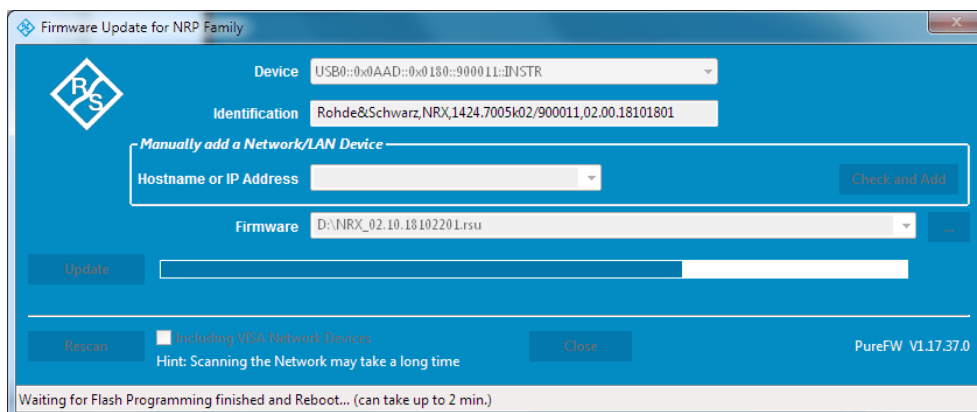 Firmware Update for NRP Family
Device USB0::0x0AAD::0x0180::900011::INSTR
R
S
Identification Rohde&Schwarz,NRX,1424.7005k02/900011,02.00.18101801
Manually add a Network/LAN Device
Hostname or IP Address Check and Add
Firmware D:\NRX_02.10.18102201.rsu ...
Update
Rescan Including VISA Network Devices Close PureFW V1.17.37.0
Hint: Scanning the Network may take a long time
Waiting for Flash Programming finished and Reboot... (can take up to 2 min.)